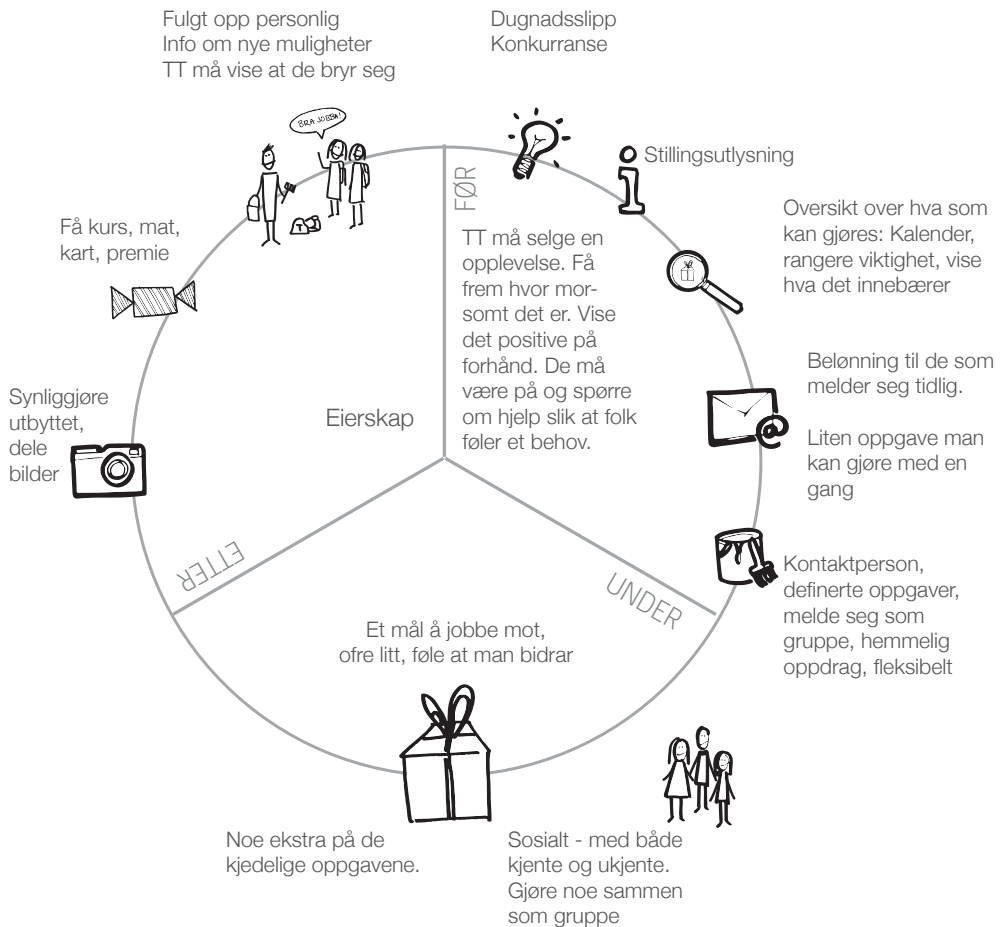 Fulgt opp personlig
Info om nye muligheter
TT må vise at de bryr seg
Dugnadsslipp
Konkurranse
BRA JOBBA!
Stillingsutlysning
FØR
Oversikt over hva som
kan gjøres: Kalender,
rangere viktighet, vise
hva det innebærer
Få kurs, mat,
kart, premie
TT må selge en
opplevelse. Få
frem hvor mor-
somt det er. Vise
det positive på
forhånd. De må
være på og spørre
om hjelp slik at folk
føler et behov.
Belønning til de som
melder seg tidlig.
Liten oppgave man
kan gjøre med en
gang
Synliggjøre
utbyttet,
dele
bilder
Eierskap
@
ETTER
UNDER
Kontaktperson,
definerte oppgaver,
melde seg som
gruppe, hemmelig
oppdrag, fleksibelt
Et mål å jobbe mot,
ofre litt, føle at man bidrar
Noe ekstra på de
kjedelige oppgavene.
Sosialt - med både
kjente og ukjente.
Gjøre noe sammen
som gruppe
T